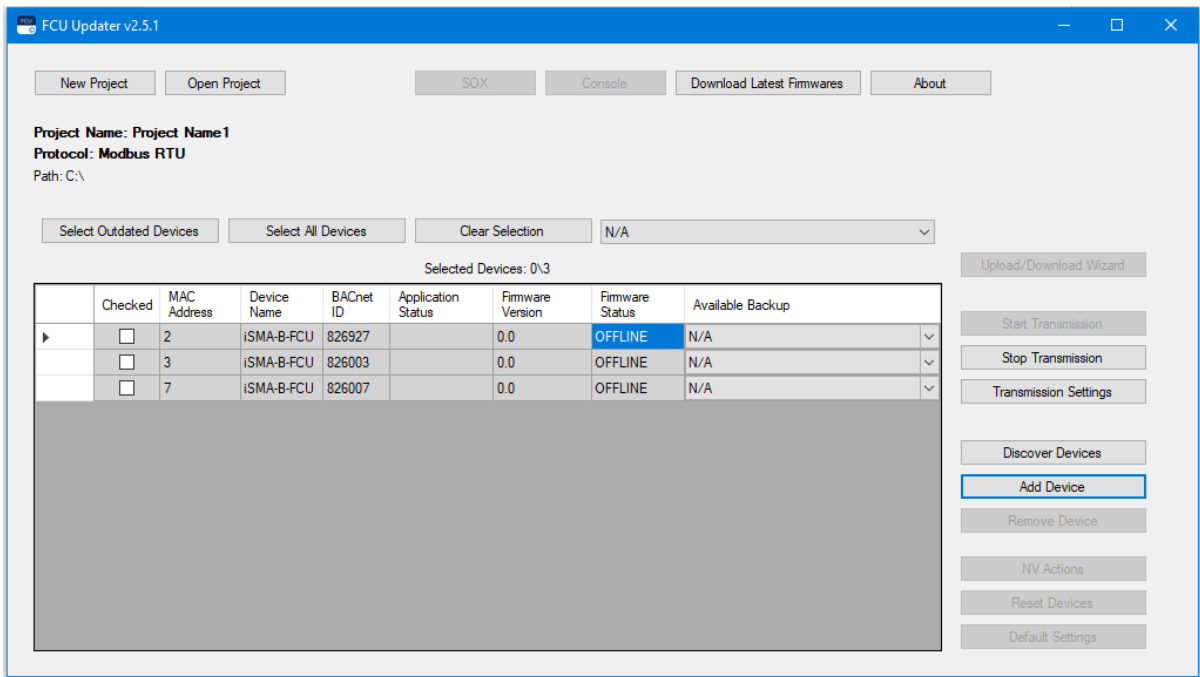 FCU Updater v2.5.1
New Project Open Project SOX Console Download Latest Firmwares About
Project Name: Project Name1
Protocol: Modbus RTU
Path: C:\
Select Outdated Devices Select All Devices Clear Selection N/A
Selected Devices: 0\3
Upload/Download Wizard
Checked MAC Address Device Name BACnet ID Application Status Firmware Version Firmware Status Available Backup
2 iSMA-B-FCU 826927 0.0 OFFLINE N/A
3 iSMA-B-FCU 826003 0.0 OFFLINE N/A
7 iSMA-B-FCU 826007 0.0 OFFLINE N/A
Start Transmission
Stop Transmission
Transmission Settings
Discover Devices
Add Device
Remove Device
NV Actions
Reset Devices
Default Settings